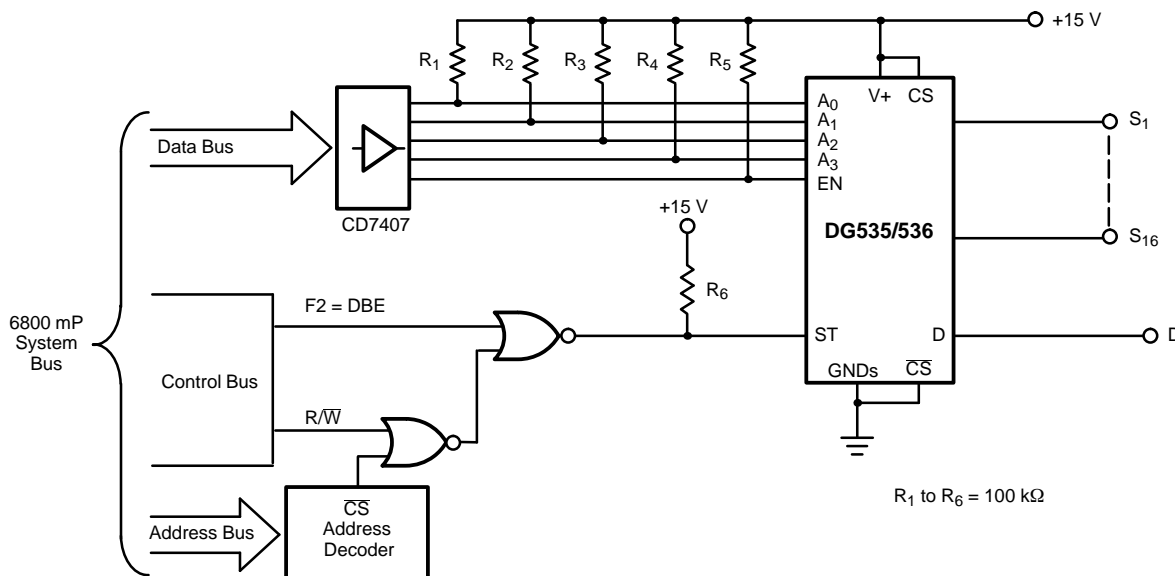 +15 V
R1
R2
R3
R4
R5
V+
CS
A0
A1
A2
A3
EN
Data Bus
CD7407
DG535/536
S1
S16
+15 V
R6
6800 mP
System
Bus
F2 = DBE
Control Bus
R/W̅
ST
D
D
GNDs
C̅S̅
R1 to R6 = 100 kΩ
Address Bus
C̅S̅
Address
Decoder